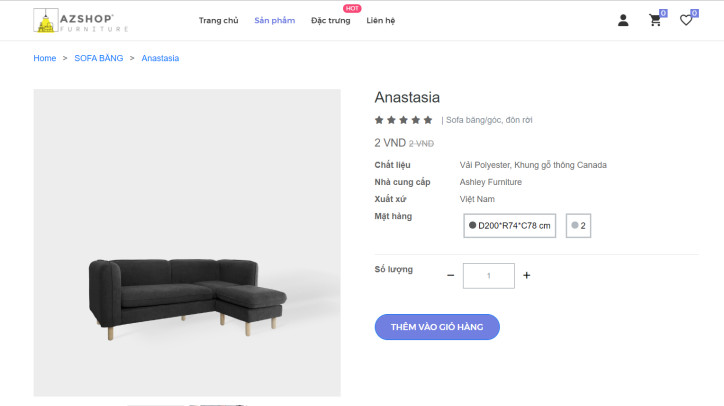 AZSHOP
FURNITURE
Trang chủ
Sản phẩm
Đặc trưng
HOT
Liên hệ
0
0
Home > SOFA BĂNG > Anastasia
Anastasia
| Sofa băng/góc, đôn rời
2 VND 2 VND
Chất liệu Vải Polyester, Khung gỗ thông Canada
Nhà cung cấp Ashley Furniture
Xuất xứ Việt Nam
Mặt hàng D200*R74*C78 cm 2
Số lượng − 1 +
THÊM VÀO GIỎ HÀNG